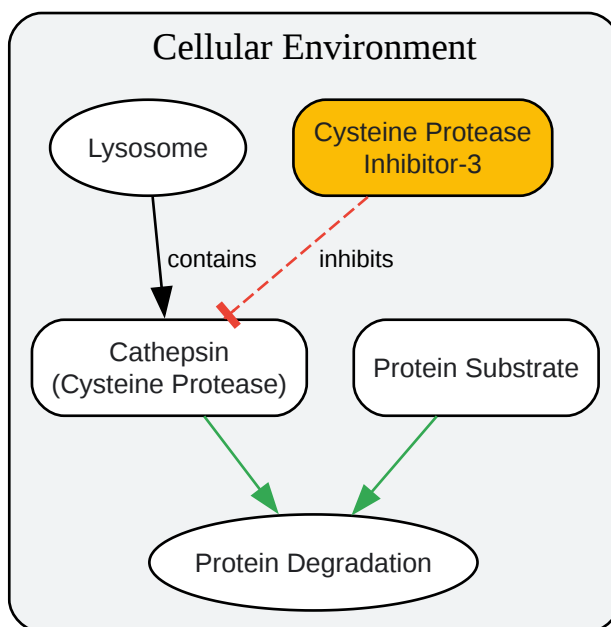 Cellular Environment
Lysosome
Cysteine Protease
Inhibitor-3
contains
inhibits
Cathepsin
(Cysteine Protease)
Protein Substrate
Protein Degradation